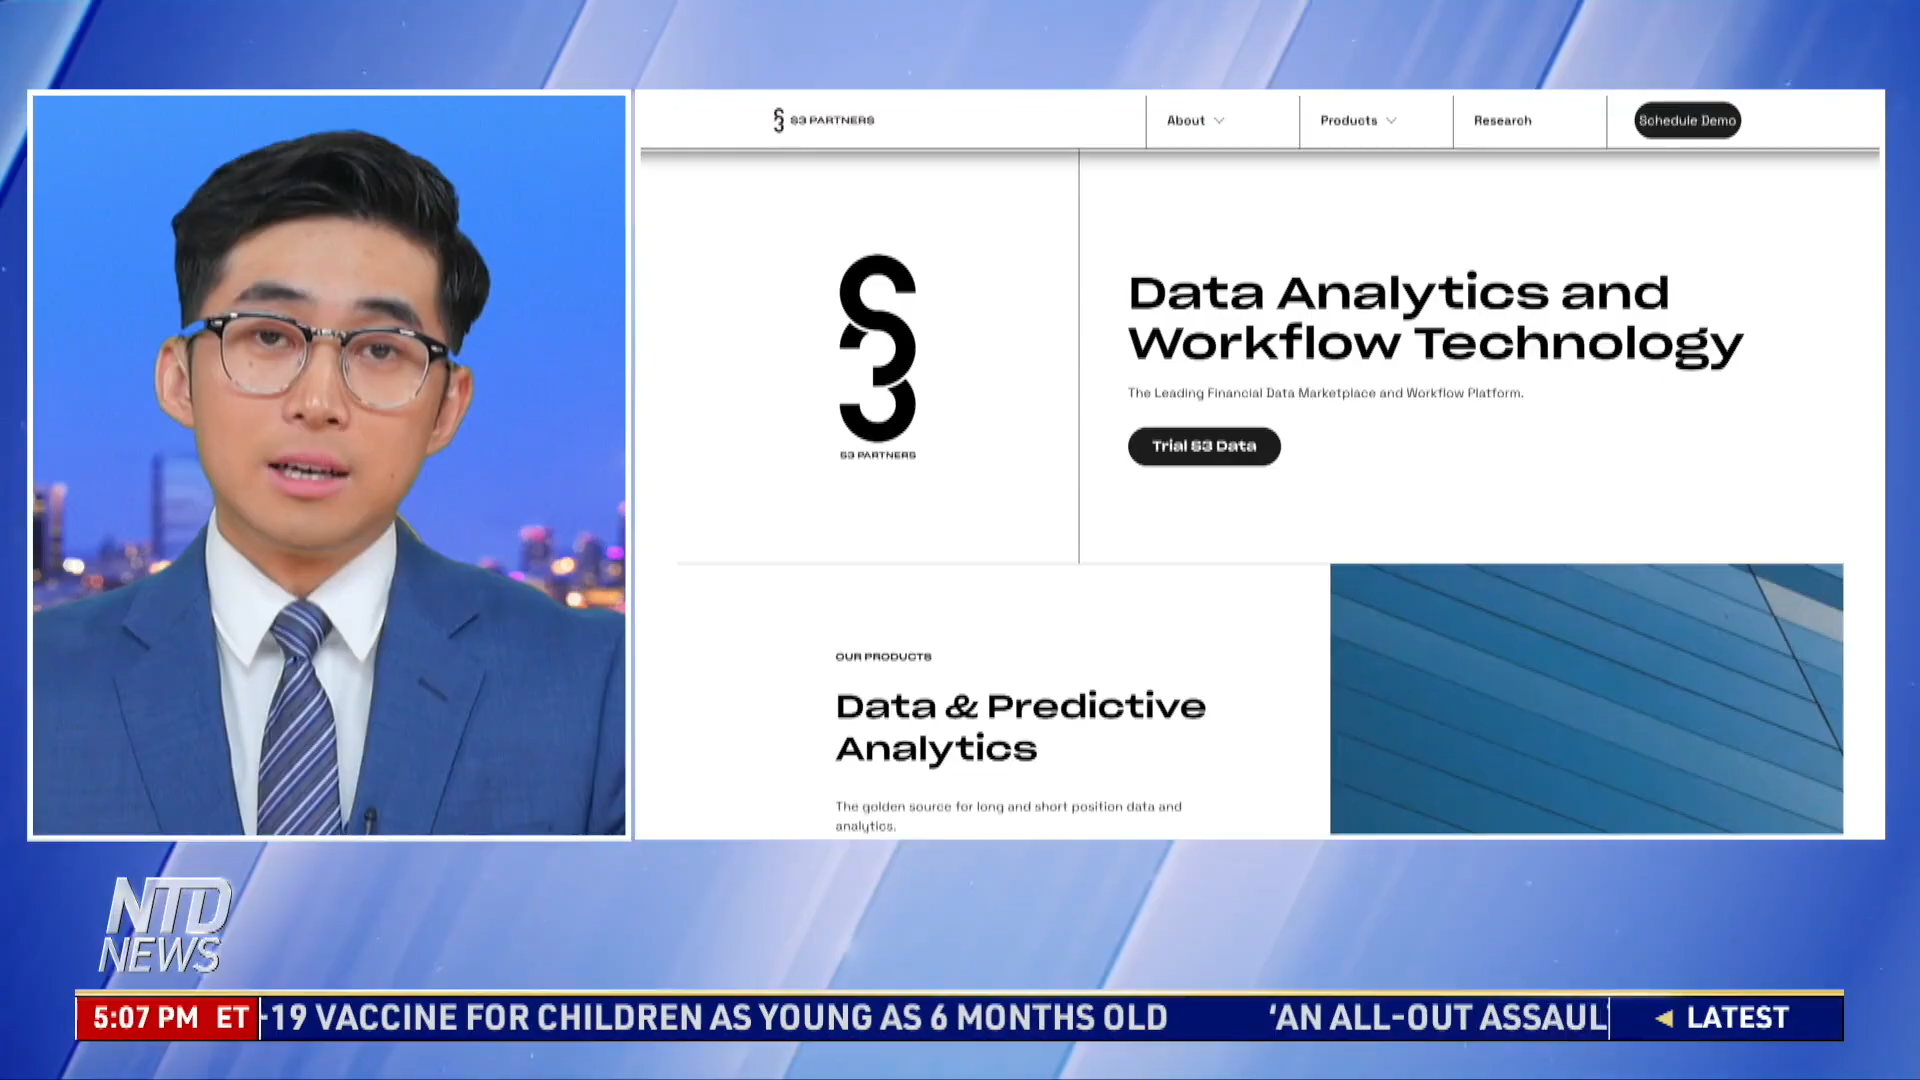 S3 PARTNERS
About
Products
Research
Schedule Demo
S3 PARTNERS
Data Analytics and
Workflow Technology
The Leading Financial Data Marketplace and Workflow Platform.
Trial S3 Data
OUR PRODUCTS
Data & Predictive
Analytics
The golden source for long and short position data and
analytics.
NTD
NEWS
5:07 PM ET
-19 VACCINE FOR CHILDREN AS YOUNG AS 6 MONTHS OLD
'AN ALL-OUT ASSAUL
LATEST